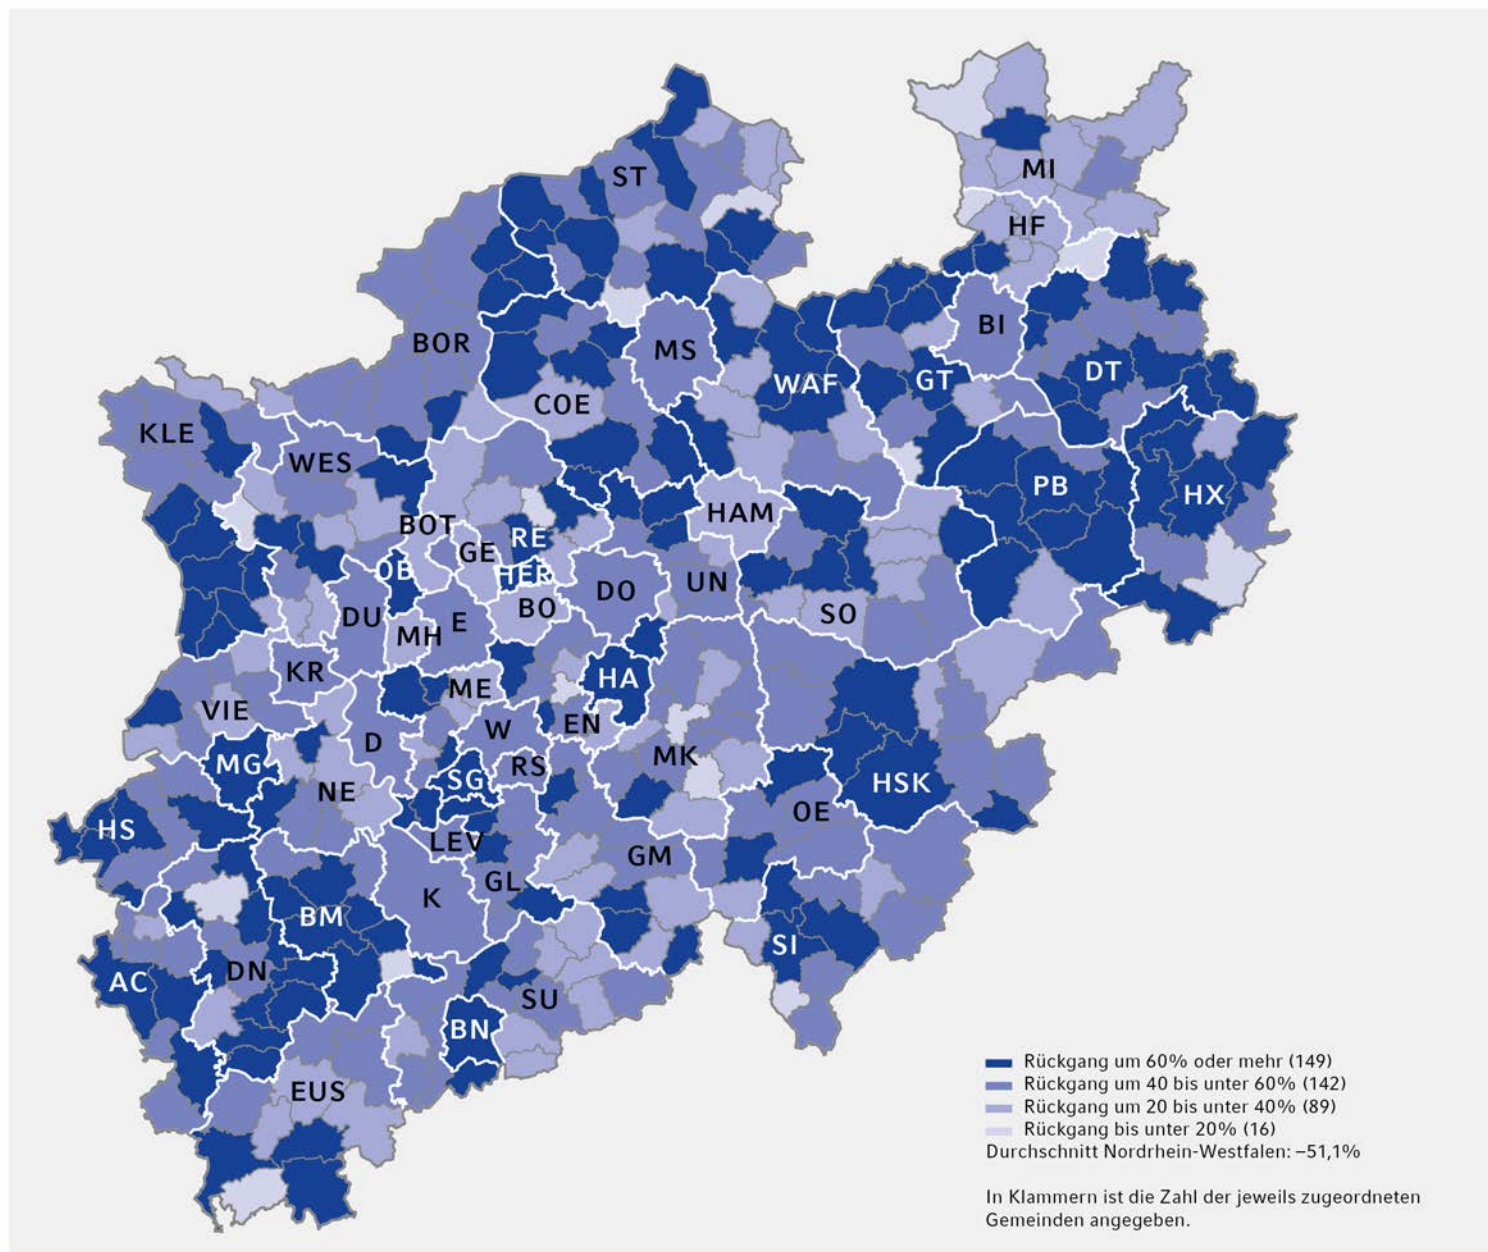 ST
MI
HF
BOR
MS
BI
WAF
GT
DT
COE
KLE
WES
PB
HX
BOT
HAM
GE
RE
OB
HER
DO
UN
DU
BO
SO
MH
E
KR
HA
ME
VIE
EN
W
D
MK
MG
RS
SG
HSK
NE
OE
HS
LEV
GM
GL
K
BM
SI
AC
DN
SU
BN
EUS
Rückgang um 60% oder mehr (149)
Rückgang um 40 bis unter 60% (142)
Rückgang um 20 bis unter 40% (89)
Rückgang bis unter 20% (16)
Durchschnitt Nordrhein-Westfalen: –51,1%
In Klammern ist die Zahl der jeweils zugeordneten
Gemeinden angegeben.